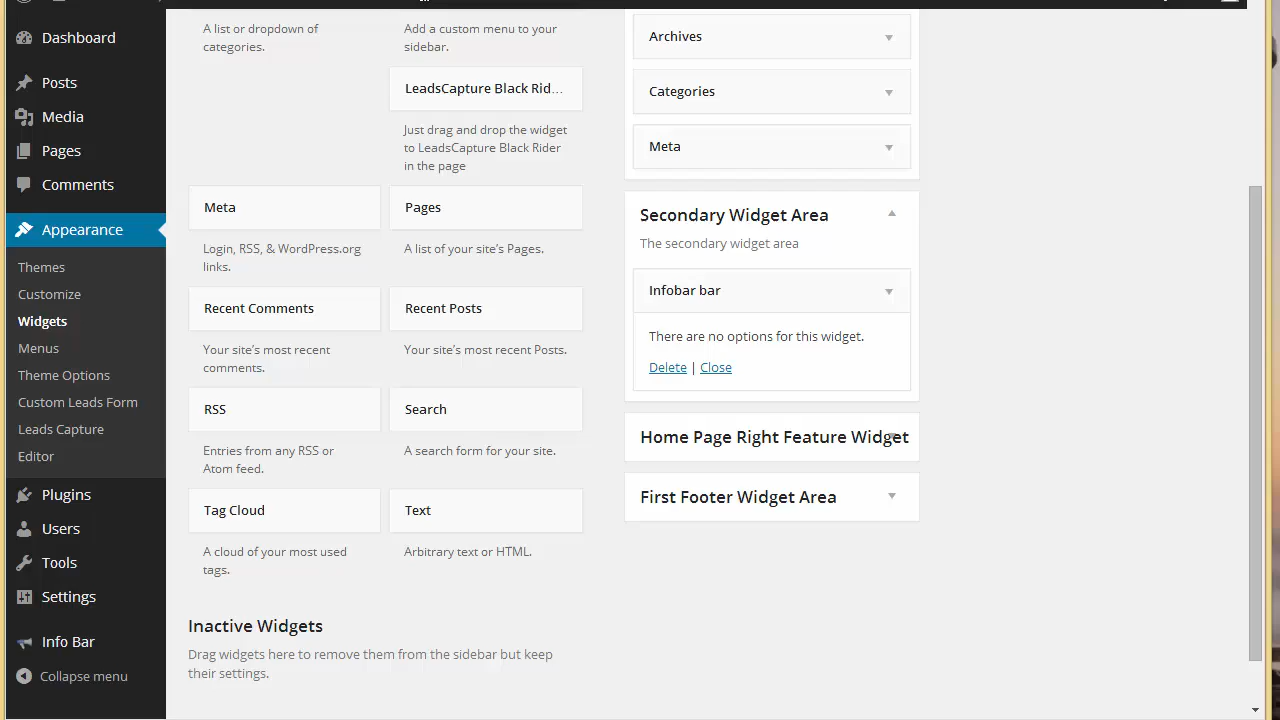 Dashboard
Posts
Media
Pages
Comments
Appearance
Themes
Customize
Widgets
Menus
Theme Options
Custom Leads Form
Leads Capture
Editor
Plugins
Users
Tools
Settings
Info Bar
Collapse menu
A list or dropdown of
categories.
Add a custom menu to your
sidebar.
LeadsCapture Black Rid...
Just drag and drop the widget
to LeadsCapture Black Rider
in the page
Meta
Login, RSS, & WordPress.org
links.
Pages
A list of your site's Pages.
Recent Comments
Your site's most recent
comments.
Recent Posts
Your site's most recent Posts.
RSS
Entries from any RSS or
Atom feed.
Search
A search form for your site.
Tag Cloud
A cloud of your most used
tags.
Text
Arbitrary text or HTML.
Inactive Widgets
Drag widgets here to remove them from the sidebar but keep
their settings.
Archives
Categories
Meta
Secondary Widget Area
The secondary widget area
Infobar bar
There are no options for this widget.
Delete | Close
Home Page Right Feature Widget
First Footer Widget Area